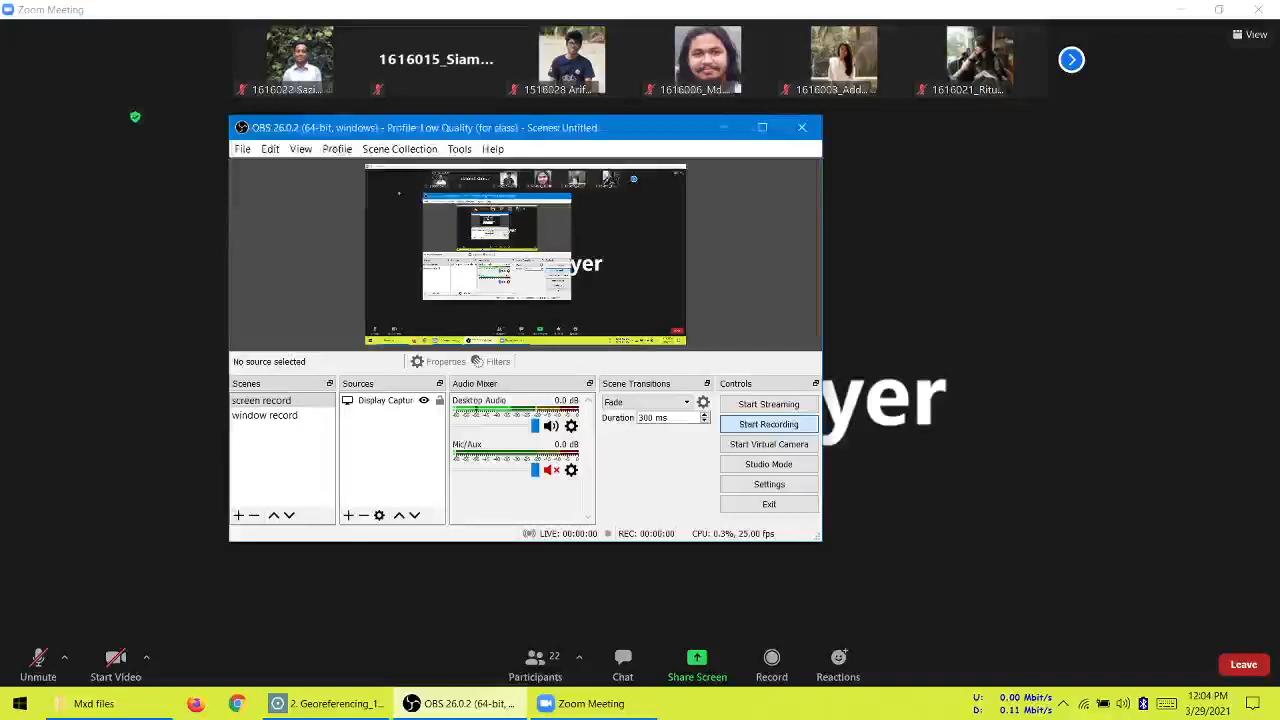 Zoom Meeting
View
1616015_Siam...
1616022 Sazi...
1516028 Arif...
1616006_Md...
1616003_Add...
1616021_Ritu...
OBS 26.0.2 (64-bit, windows) - Profile: Low Quality (for class) - Scenes: Untitled
File Edit View Profile Scene Collection Tools Help
yer
No source selected Properties Filters
Scenes Sources Audio Mixer Scene Transitions Controls
screen record
window record
Display Captur
Desktop Audio 0.0 dB
Mic/Aux 0.0 dB
Fade
Duration 300 ms
Start Streaming
Start Recording
Start Virtual Camera
Studio Mode
Settings
Exit
yer
LIVE: 00:00:00 REC: 00:00:00 CPU: 0.3%, 25.00 fps
Unmute Start Video Participants 22 Chat Share Screen Record Reactions Leave
Mxd files 2. Georeferencing_1... OBS 26.0.2 (64-bit, ... Zoom Meeting
U: 0.00 Mbit/s
D: 0.11 Mbit/s
12:04 PM
3/29/2021